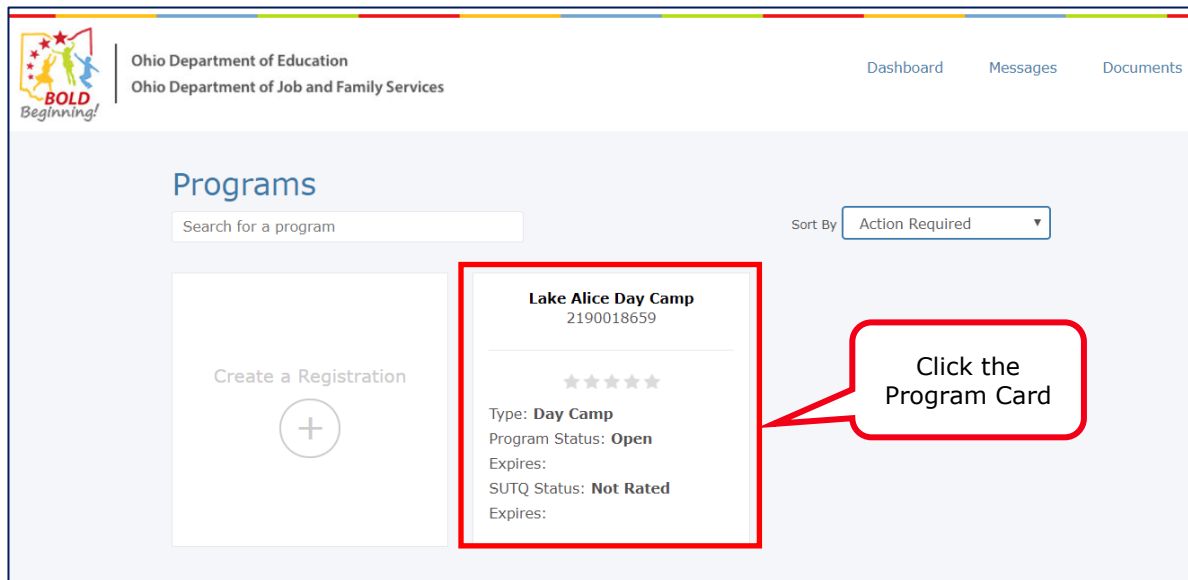 BOLD
Beginning!
Ohio Department of Education
Ohio Department of Job and Family Services
Dashboard Messages Documents
Programs
Search for a program
Sort By Action Required
Create a Registration
Lake Alice Day Camp
2190018659
Type: Day Camp
Program Status: Open
Expires:
SUTQ Status: Not Rated
Expires:
Click the
Program Card